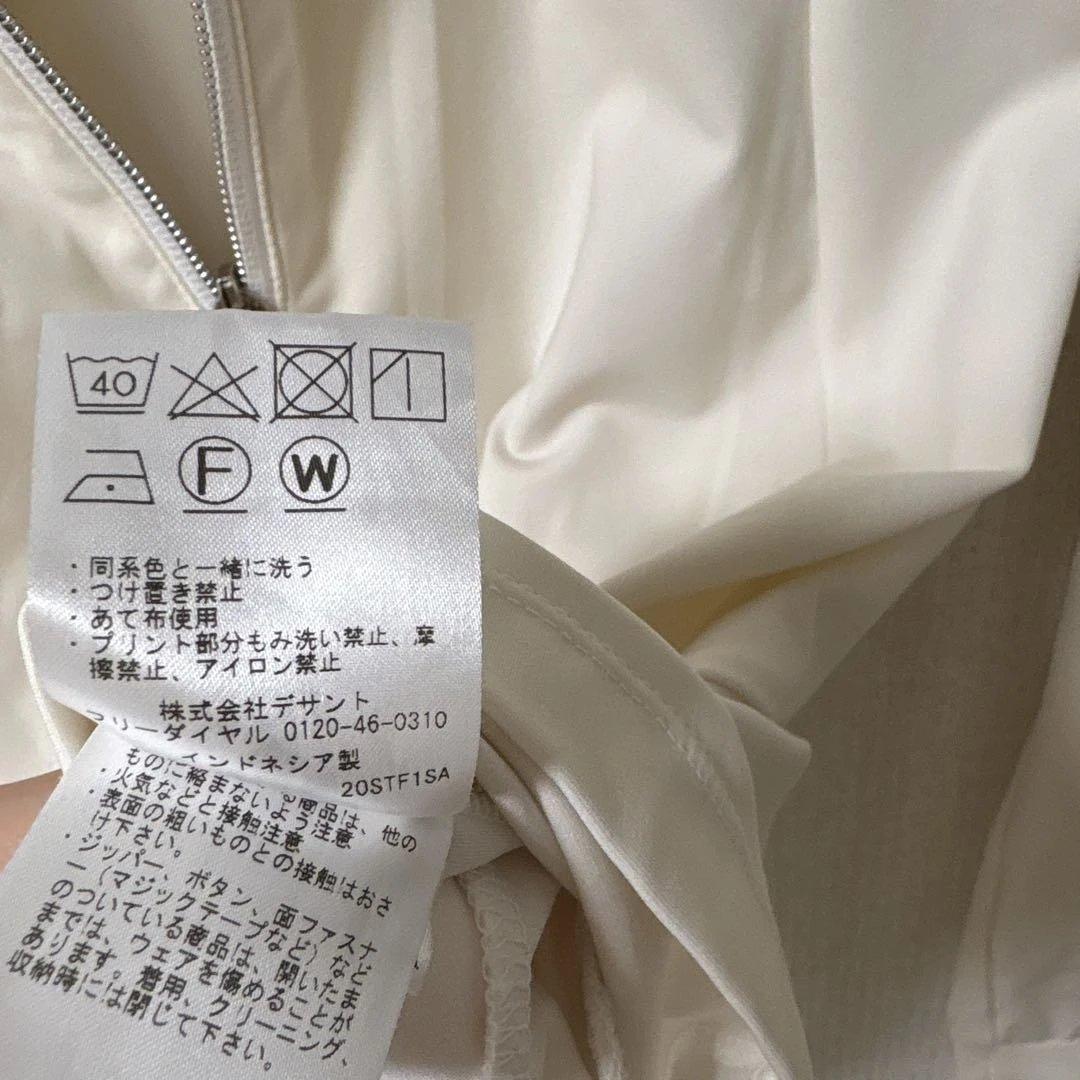 40
F W
・同系色と一緒に洗う
・つけ置き禁止
・あて布使用
・プリント部分もみ洗い禁止、摩
擦禁止、アイロン禁止
株式会社デサント
フリーダイヤル 0120-46-0310
インドネシア製
20STF1SA
ものに絡まないよう注意
る商品は、他の
・火気などと接触注意
・表面の粗いものとの接触はおさ
け下さい。
・ジッパー、ボタン、面ファスナ
ー(マジックテープなど)など
のついている商品は、開いたま
までは、ウェアを傷めることが
あります。着用、クリーニング、
収納時には閉じて下さい。